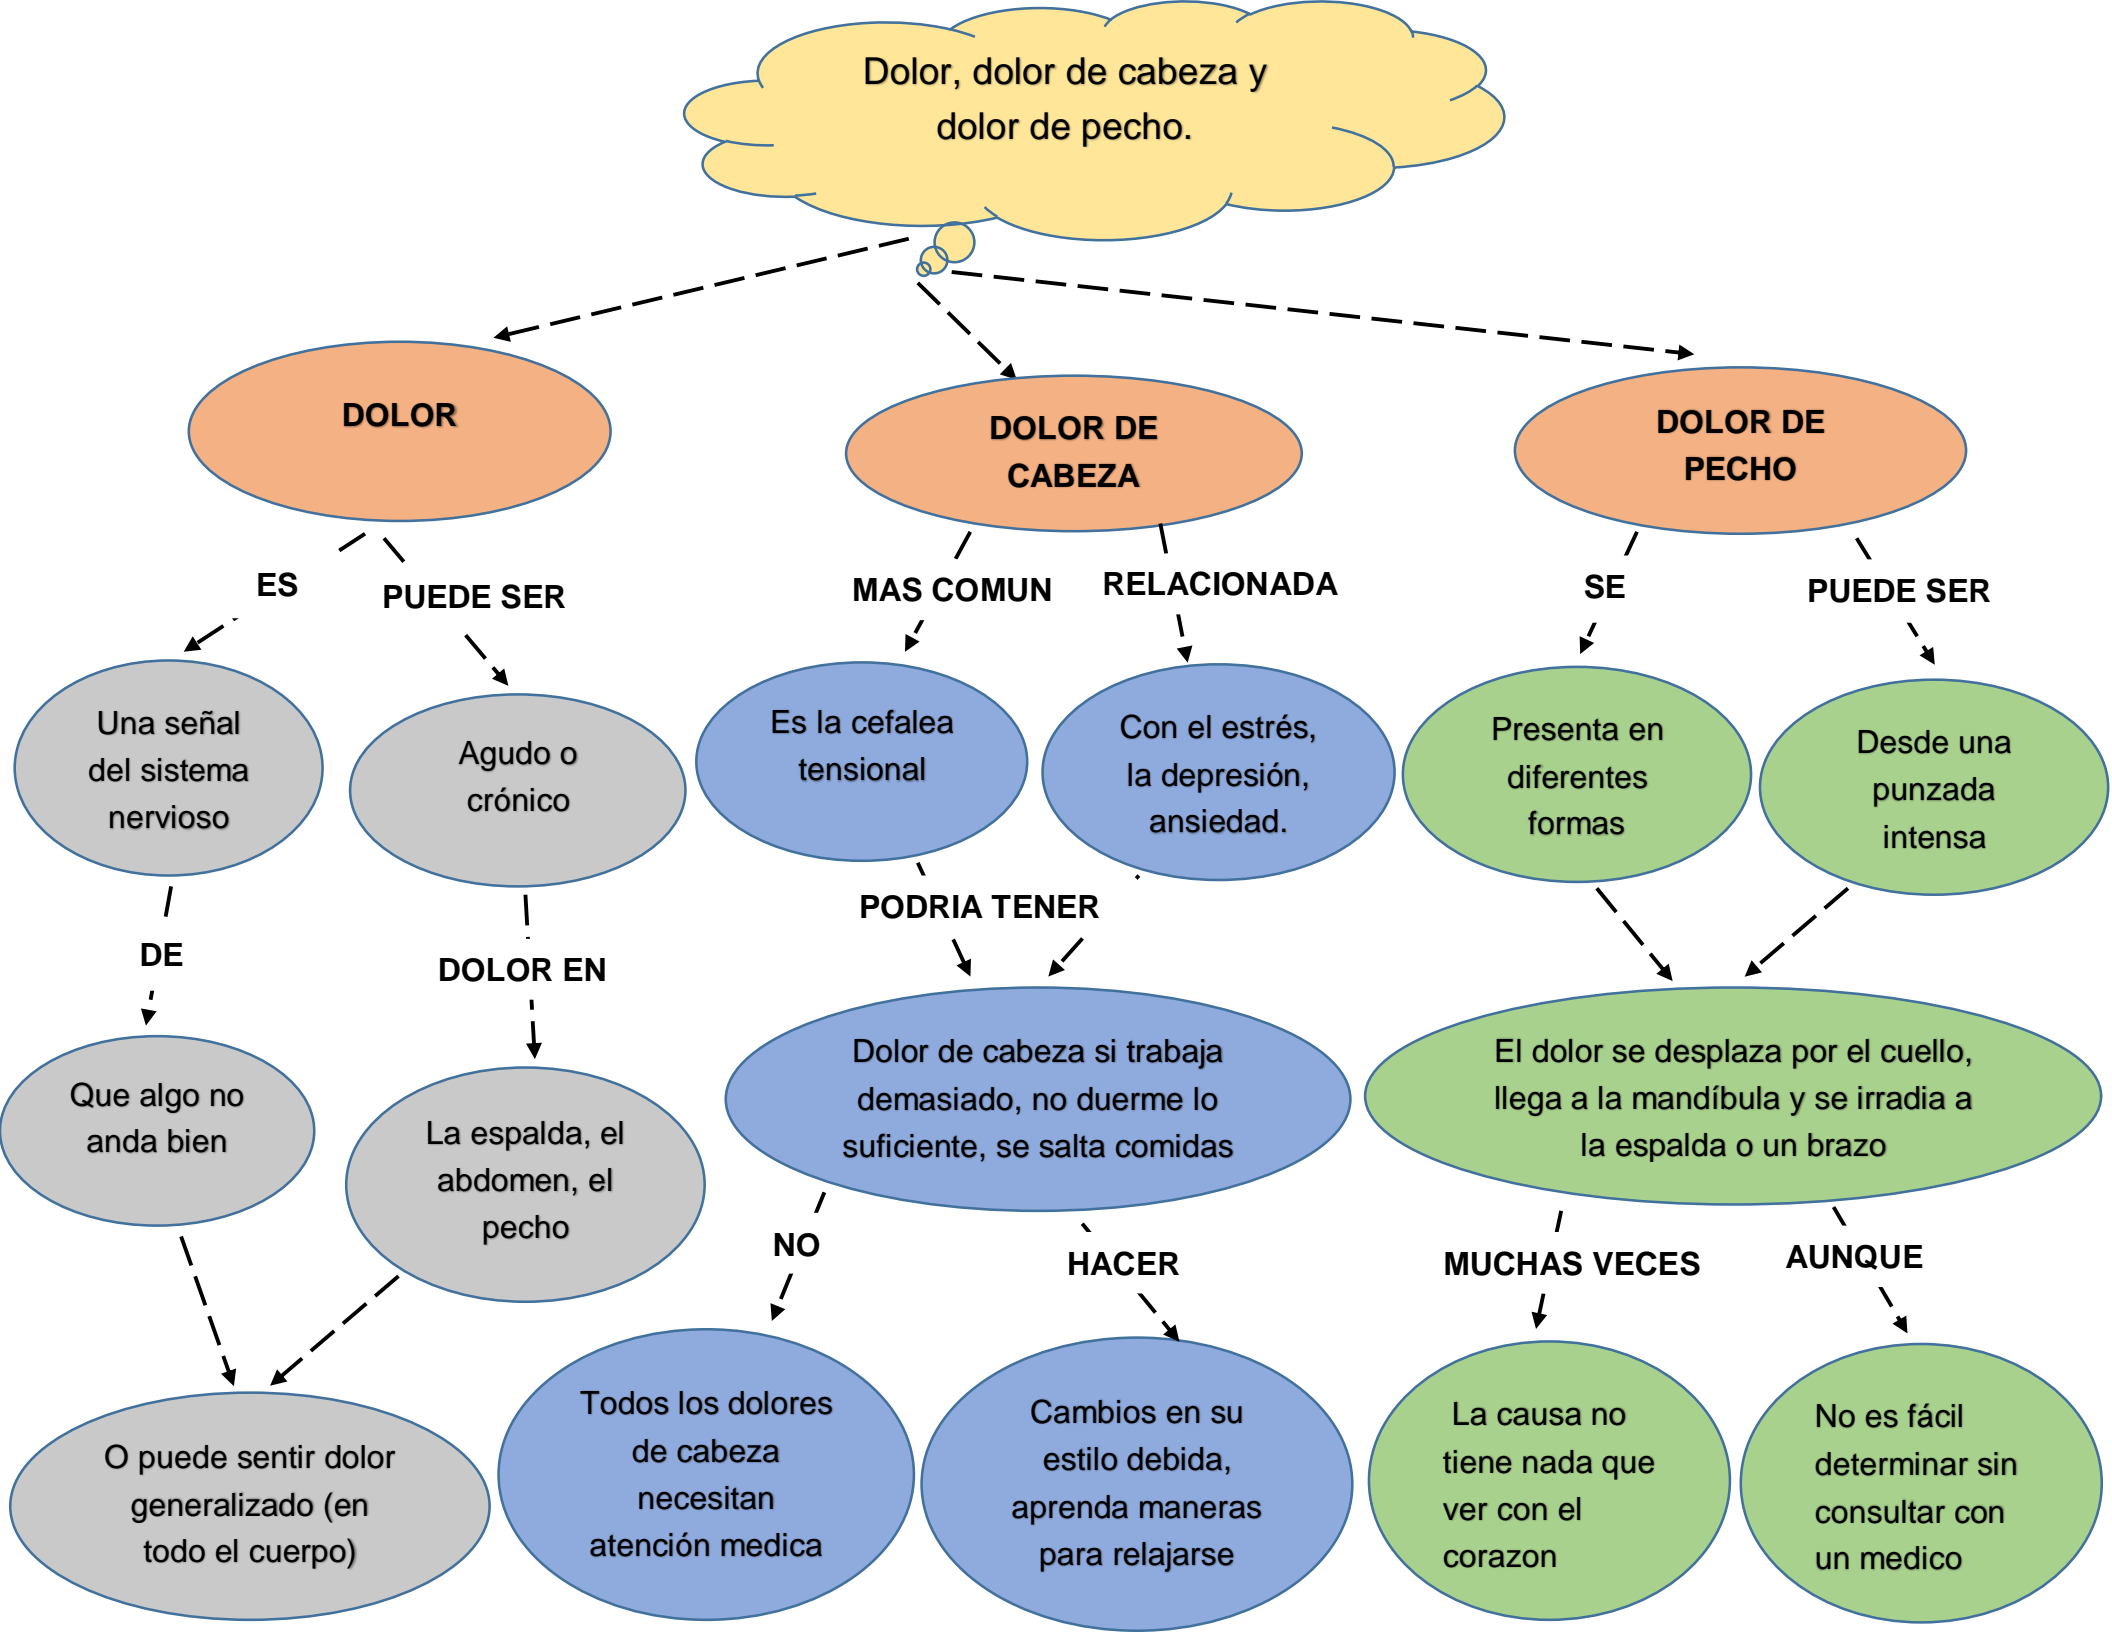 Dolor, dolor de cabeza y
dolor de pecho.
DOLOR
DOLOR DE
CABEZA
DOLOR DE
PECHO
ES
PUEDE SER
MAS COMUN
RELACIONADA
SE
PUEDE SER
Una señal
del sistema
nervioso
Agudo o
crónico
Es la cefalea
tensional
Con el estrés,
la depresión,
ansiedad.
Presenta en
diferentes
formas
Desde una
punzada
intensa
DE
DOLOR EN
PODRIA TENER
Que algo no
anda bien
La espalda, el
abdomen, el
pecho
Dolor de cabeza si trabaja
demasiado, no duerme lo
suficiente, se salta comidas
El dolor se desplaza por el cuello,
llega a la mandíbula y se irradia a
la espalda o un brazo
NO
HACER
MUCHAS VECES
AUNQUE
O puede sentir dolor
generalizado (en
todo el cuerpo)
Todos los dolores
de cabeza
necesitan
atención medica
Cambios en su
estilo debida,
aprenda maneras
para relajarse
La causa no
tiene nada que
ver con el
corazon
No es fácil
determinar sin
consultar con
un medico